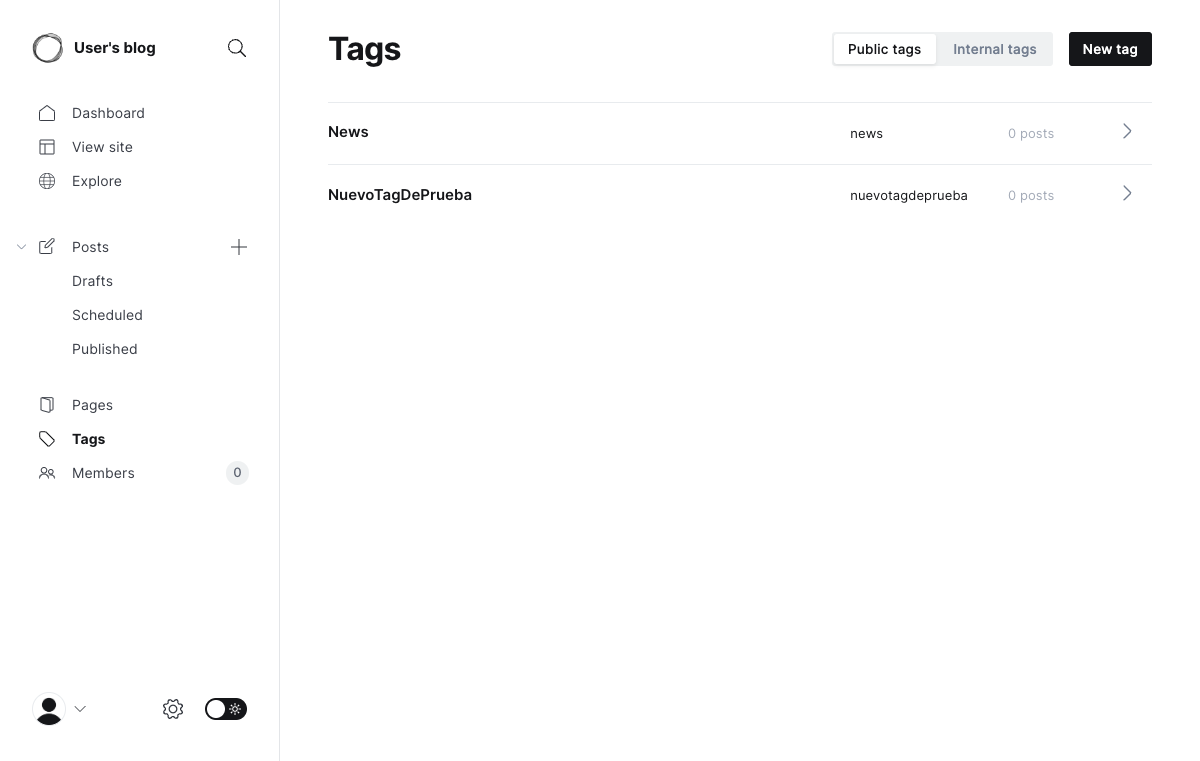 User's blog
Dashboard
View site
Explore
Posts
Drafts
Scheduled
Published
Pages
Tags
Members 0
Tags
Public tags Internal tags New tag
News news 0 posts
NuevoTagDePrueba nuevotagdeprueba 0 posts